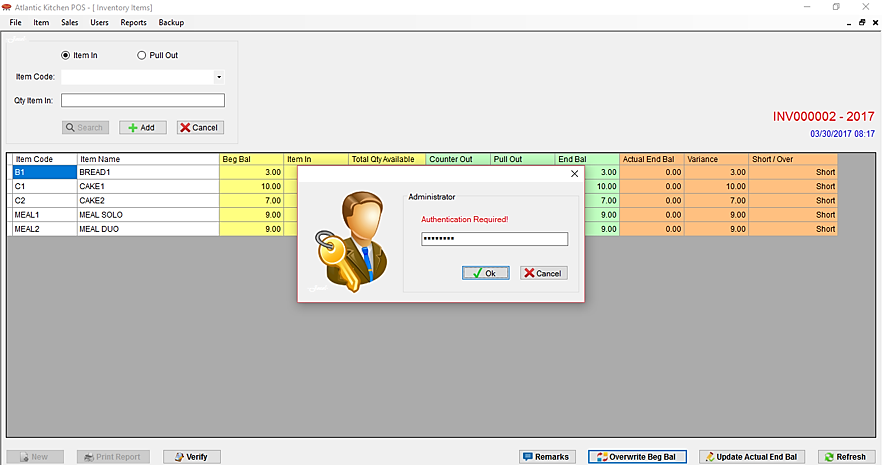 Atlantic Kitchen POS - [ Inventory Items]
File Item Sales Users Reports Backup
Item In Pull Out
Item Code:
Qty Item In:
Search Add Cancel
INV000002 - 2017
03/30/2017 08:17
Item Code Item Name Beg Bal Item In Total Qty Available Counter Out Pull Out End Bal Actual End Bal Variance Short / Over
B1 BREAD1 3.00 3.00 0.00 3.00 Short
C1 CAKE1 10.00 10.00 0.00 10.00 Short
C2 CAKE2 7.00 7.00 0.00 7.00 Short
MEAL1 MEAL SOLO 9.00 9.00 0.00 9.00 Short
MEAL2 MEAL DUO 9.00 9.00 0.00 9.00 Short
Administrator
Authentication Required!
********
Ok Cancel
New Print Report Verify Remarks Overwrite Beg Bal Update Actual End Bal Refresh